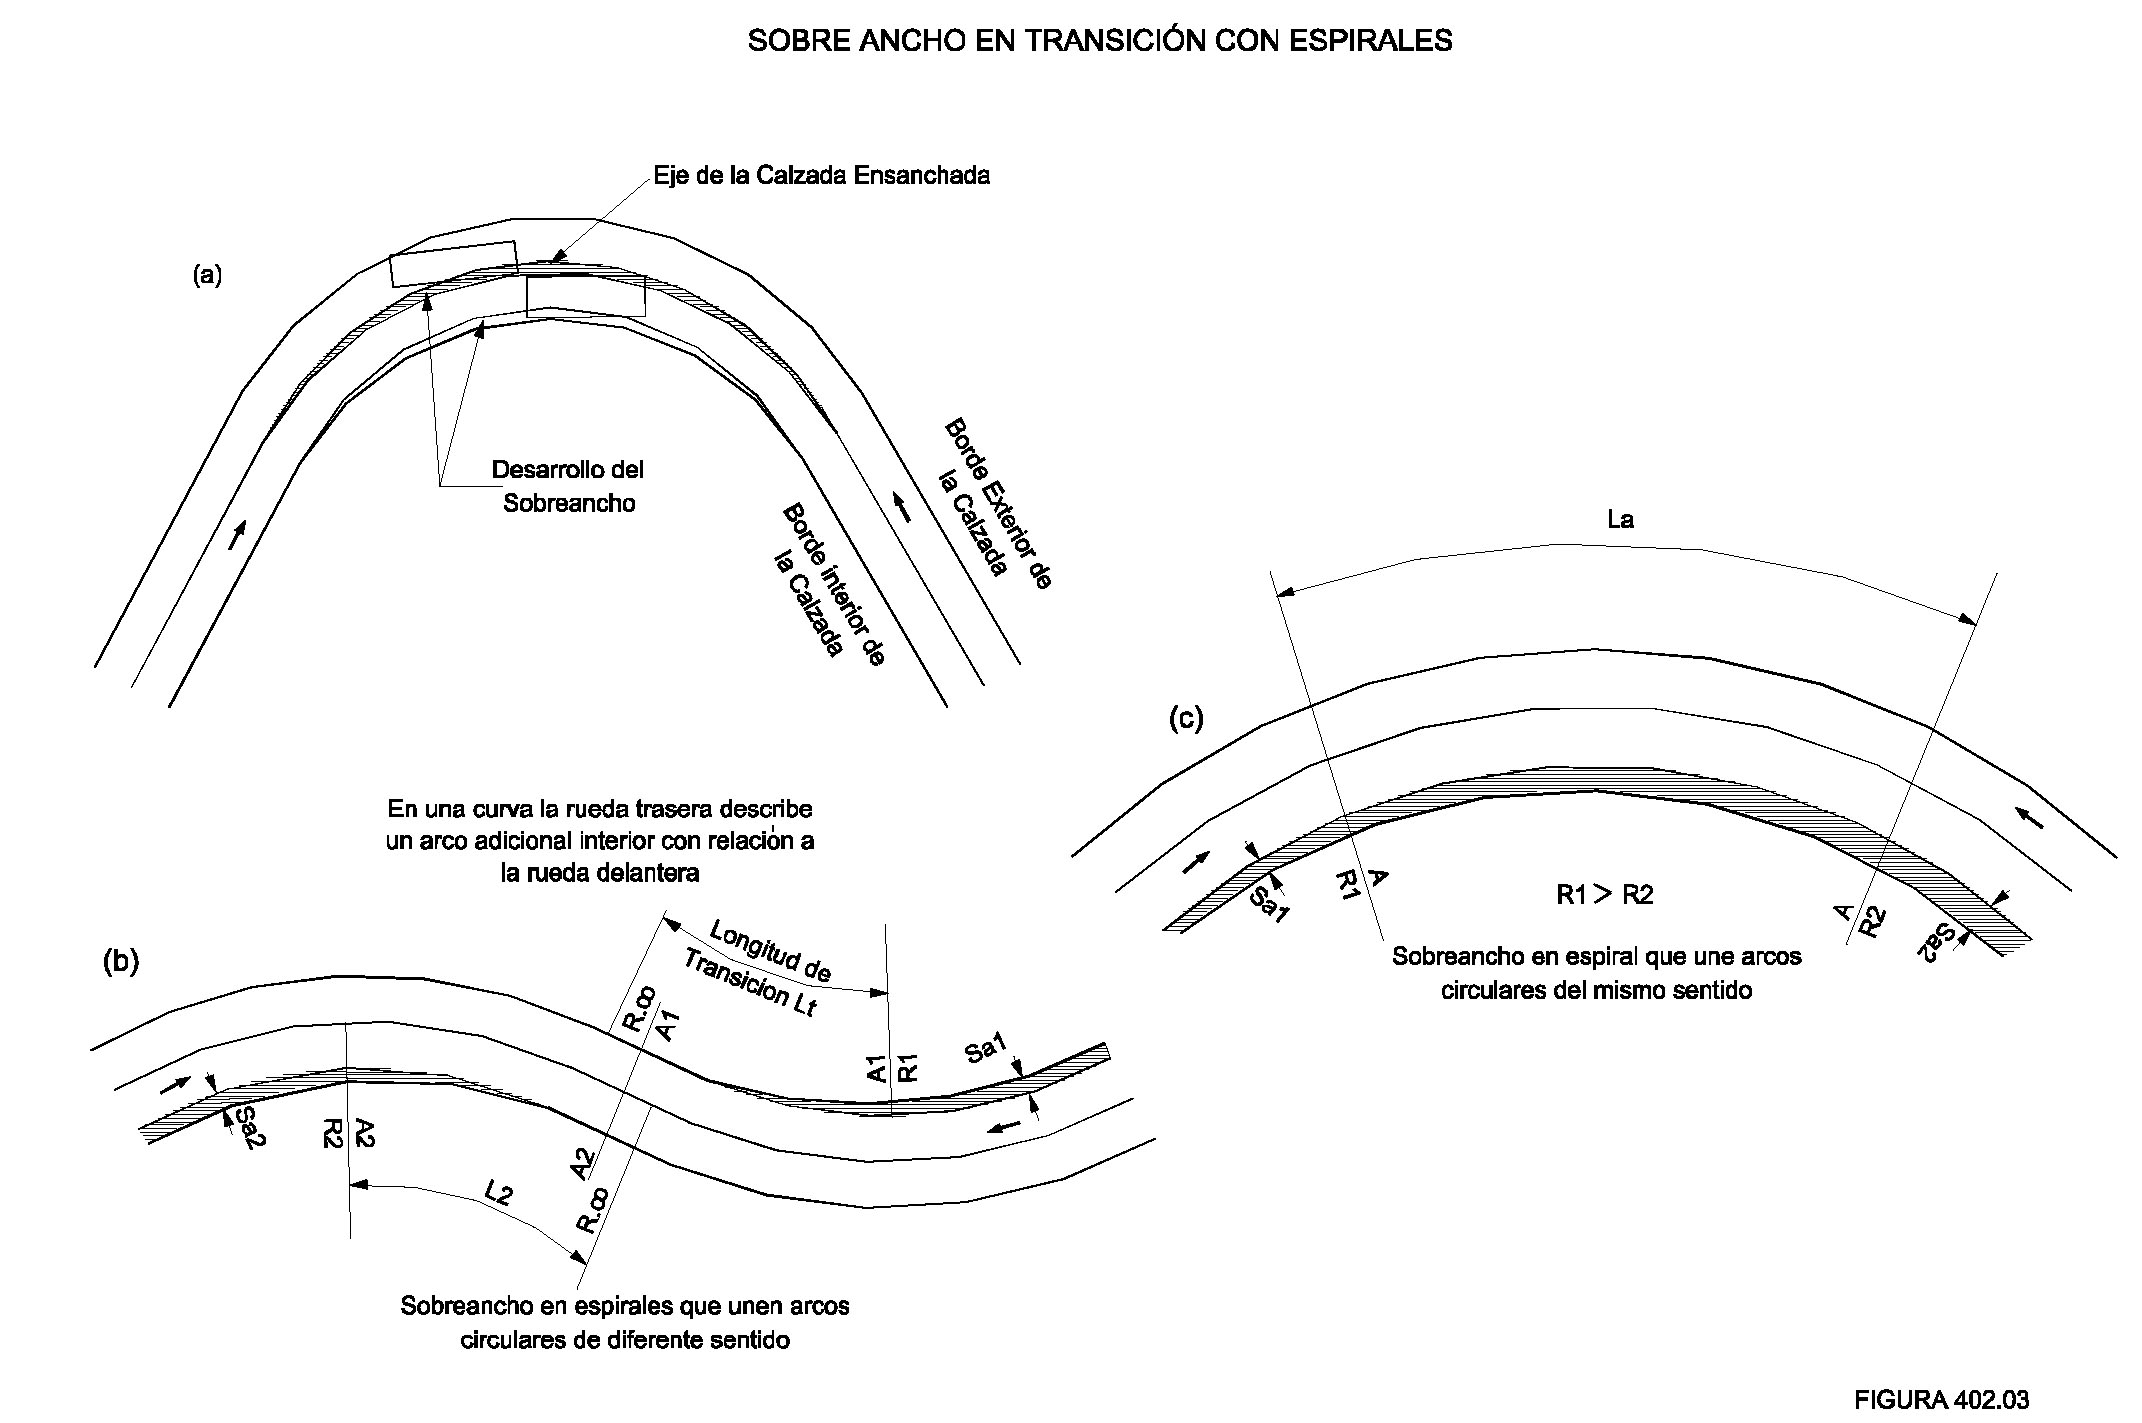 SOBRE ANCHO EN TRANSICIÓN CON ESPIRALES
Eje de la Calzada Ensanchada
(a)
Desarrollo del
Sobreancho
Borde Exterior de
la Calzada
Borde interior de
la Calzada
En una curva la rueda trasera describe
un arco adicional interior con relación a
la rueda delantera
(b)
Longitud de
Transicion Lt
R.∞
A1
A1
R1
Sa1
Sa2
R2
A2
A2
R.∞
L2
Sobreancho en espirales que unen arcos
circulares de diferente sentido
La
(c)
Sa1
R1
A
R1 > R2
A
R2
Sa2
Sobreancho en espiral que une arcos
circulares del mismo sentido
FIGURA 402.03